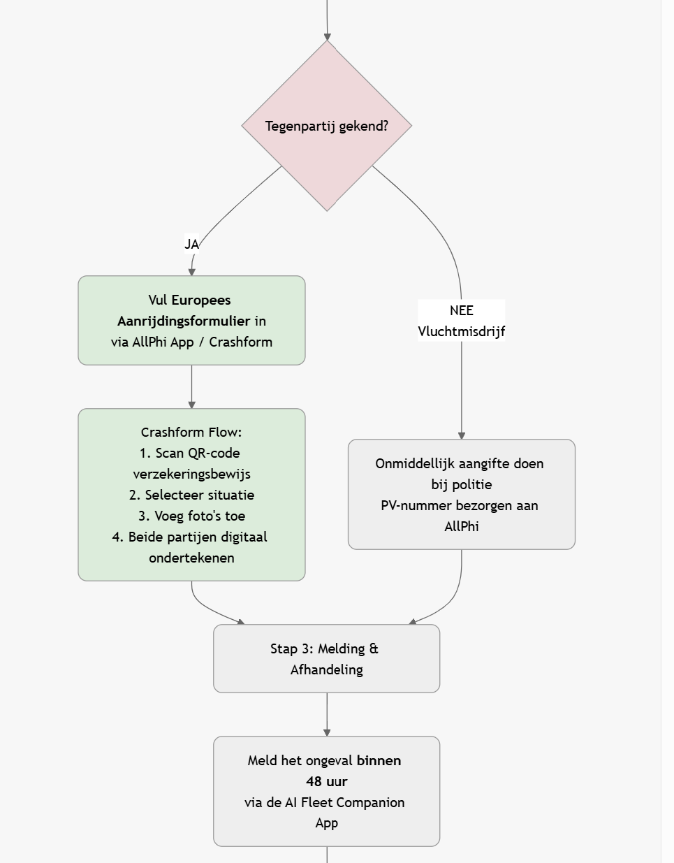 Tegenpartij gekend?
JA
Vul Europees
Aanrijdingsformulier in
via AllPhi App / Crashform
NEE
Vluchtmisdrijf
Crashform Flow:
1. Scan QR-code
verzekeringsbewijs
2. Selecteer situatie
3. Voeg foto's toe
4. Beide partijen digitaal
ondertekenen
Onmiddellijk aangifte doen
bij politie
PV-nummer bezorgen aan
AllPhi
Stap 3: Melding &
Afhandeling
Meld het ongeval binnen
48 uur
via de AI Fleet Companion
App